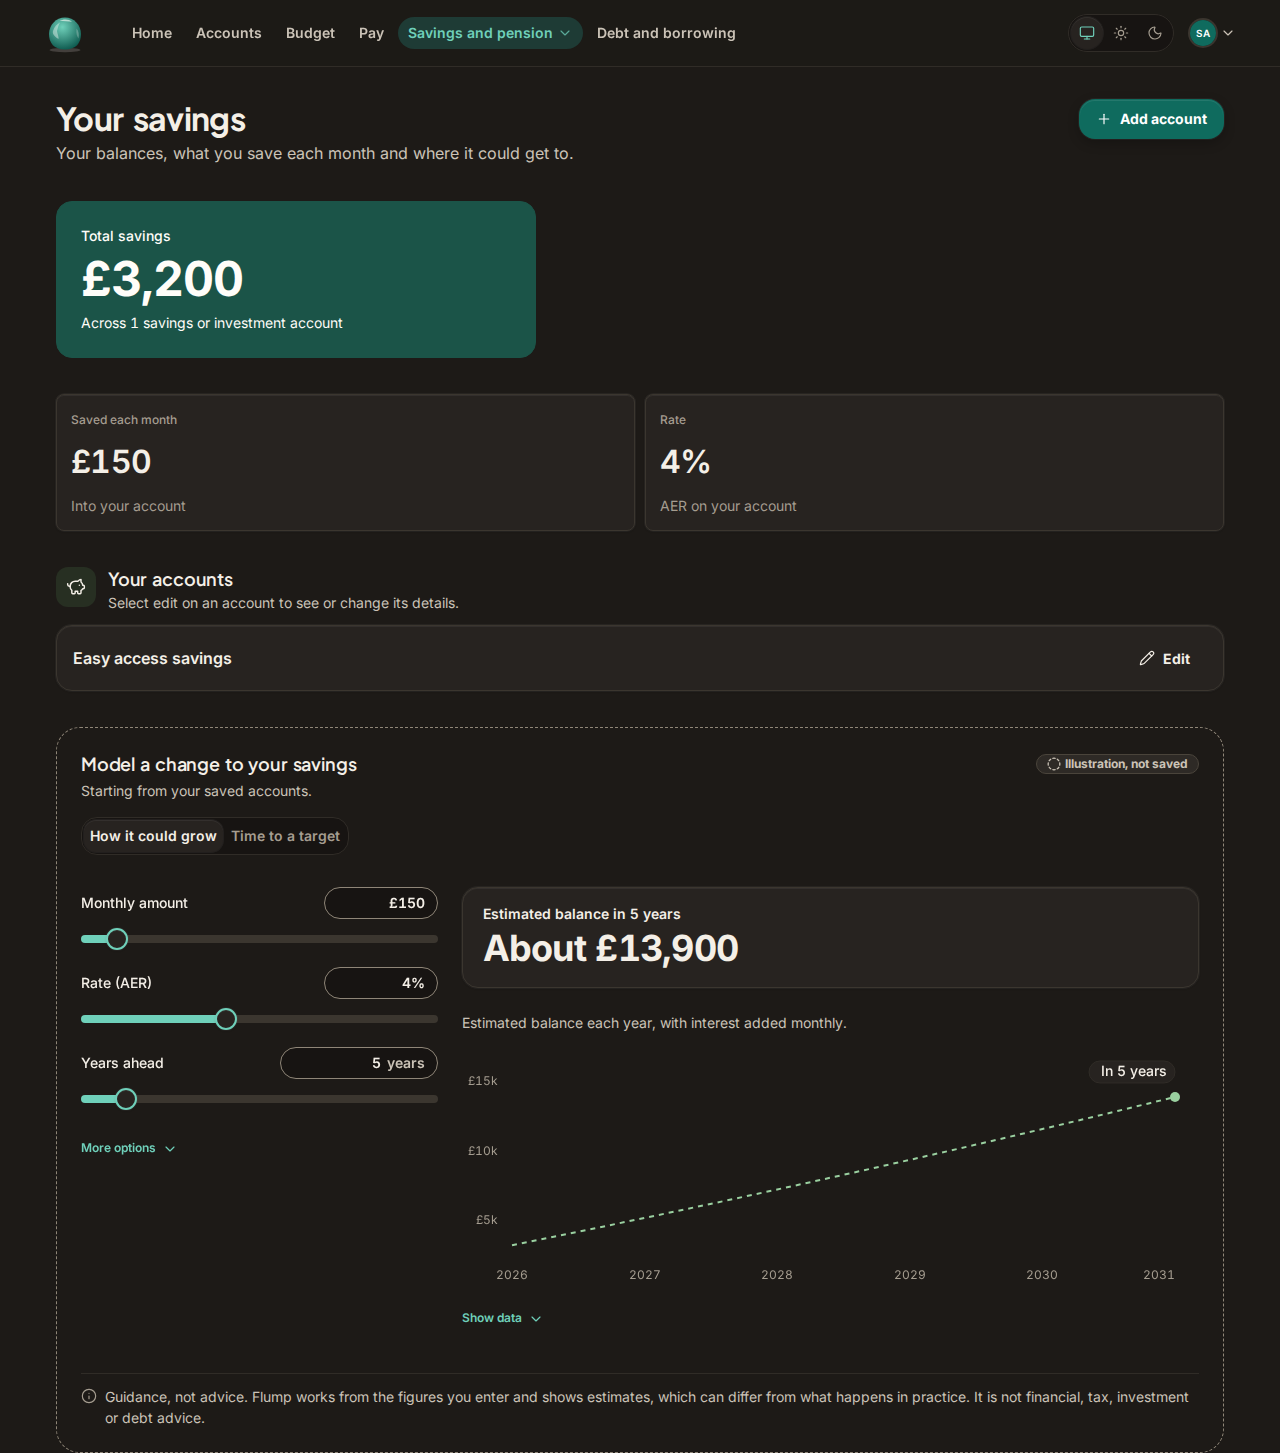 Home Accounts Budget Pay Savings and pension Debt and borrowing SA
Your savings
Add account
Your balances, what you save each month and where it could get to.
Total savings
£3,200
Across 1 savings or investment account
Saved each month
£150
Into your account
Rate
4%
AER on your account
Your accounts
Select edit on an account to see or change its details.
Easy access savings
Edit
Model a change to your savings
Illustration, not saved
Starting from your saved accounts.
How it could grow Time to a target
Monthly amount £150
Rate (AER) 4%
Years ahead 5 years
More options
Estimated balance in 5 years
About £13,900
Estimated balance each year, with interest added monthly.
In 5 years
£15k
£10k
£5k
2026 2027 2028 2029 2030 2031
Show data
Guidance, not advice. Flump works from the figures you enter and shows estimates, which can differ from what happens in practice. It is not financial, tax, investment
or debt advice.